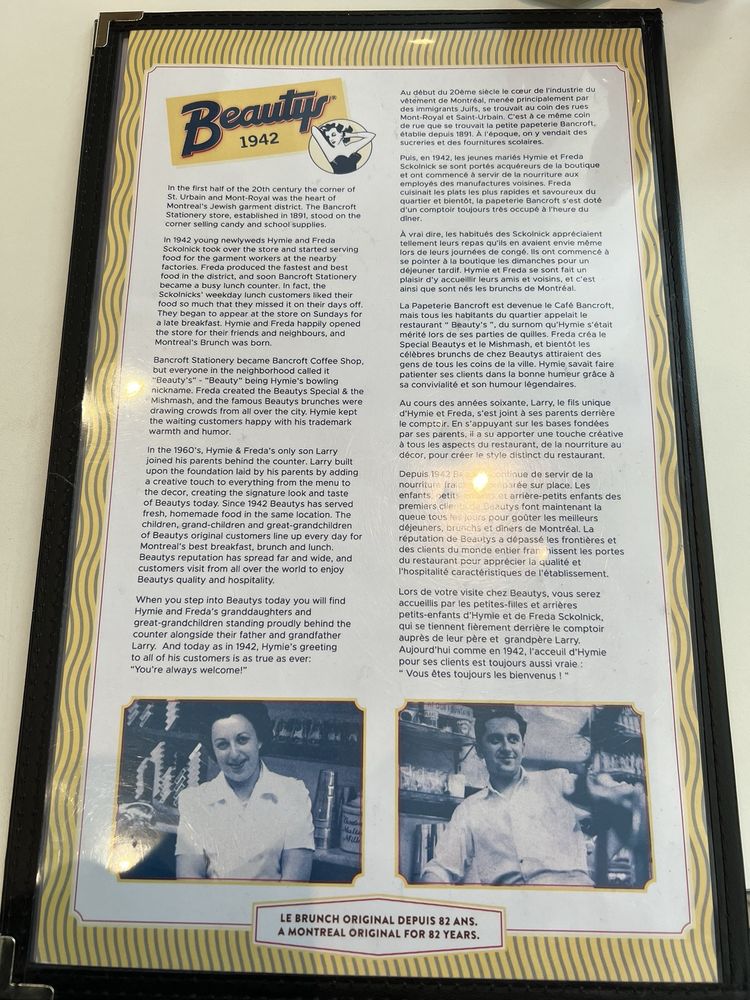 Beautys
1942
In the first half of the 20th century the corner of
St. Urbain and Mont-Royal was the heart of
Montreal's Jewish garment district. The Bancroft
Stationery store, established in 1891, stood on the
corner selling candy and school supplies.
In 1942 young newlyweds Hymie and Freda
Sckolnick took over the store and started serving
food for the garment workers at the nearby
factories. Freda produced the fastest and best
food in the district, and soon Bancroft Stationery
became a busy lunch counter. In fact, the
Sckolnicks' weekday lunch customers liked their
food so much that they missed it on their days off.
They began to appear at the store on Sundays for
a late breakfast. Hymie and Freda happily opened
the store for their friends and neighbours, and
Montreal's Brunch was born.
Bancroft Stationery became Bancroft Coffee Shop,
but everyone in the neighborhood called it
"Beauty's" - "Beauty" being Hymie's bowling
nickname. Freda created the Beautys Special & the
Mishmash, and the famous Beautys brunches were
drawing crowds from all over the city. Hymie kept
the waiting customers happy with his trademark
warmth and humor.
In the 1960's, Hymie & Freda's only son Larry
joined his parents behind the counter. Larry built
upon the foundation laid by his parents by adding
a creative touch to everything from the menu to
the decor, creating the signature look and taste
of Beautys today. Since 1942 Beautys has served
fresh, homemade food in the same location. The
children, grand-children and great-grandchildren
of Beautys original customers line up every day for
Montreal's best breakfast, brunch and lunch.
Beautys reputation has spread far and wide, and
customers visit from all over the world to enjoy
Beautys quality and hospitality.
When you step into Beautys today you will find
Hymie and Freda's granddaughters and
great-grandchildren standing proudly behind the
counter alongside their father and grandfather
Larry. And today as in 1942, Hymie's greeting
to all of his customers is as true as ever:
"You're always welcome!"
Au début du 20ème siècle le cœur de l'industrie du
vêtement de Montréal, menée principalement par
des immigrants Juifs, se trouvait au coin des rues
Mont-Royal et Saint-Urbain. C'est à ce même coin
de rue que se trouvait la petite papeterie Bancroft,
établie depuis 1891. À l'époque, on y vendait des
sucreries et des fournitures scolaires.
Puis, en 1942, les jeunes mariés Hymie et Freda
Sckolnick se sont portés acquéreurs de la boutique
et ont commencé à servir de la nourriture aux
employés des manufactures voisines. Freda
cuisinait les plats les plus rapides et savoureux du
quartier et bientôt, la papeterie Bancroft s'est doté
d'un comptoir toujours très occupé à l'heure du
dîner.
À vrai dire, les habitués des Sckolnick appréciaient
tellement leurs repas qu'ils en avaient envie même
lors de leurs journées de congé. Ils ont commencé à
se pointer à la boutique les dimanches pour un
déjeuner tardif. Hymie et Freda se sont fait un
plaisir d'y accueillir leurs amis et voisins, et c'est
ainsi que sont nés les brunchs de Montréal.
La Papeterie Bancroft est devenue le Café Bancroft,
mais tous les habitants du quartier appelait le
restaurant " Beauty's ", du surnom qu'Hymie s'était
mérité lors de ses parties de quilles. Freda créa le
Special Beautys et le Mishmash, et bientôt les
célèbres brunchs de chez Beautys attiraient des
gens de tous les coins de la ville. Hymie savait faire
patienter ses clients dans la bonne humeur grâce à
sa convivialité et son humour légendaires.
Au cours des années soixante, Larry, le fils unique
d'Hymie et Freda, s'est joint à ses parents derrière
le comptoir. En s'appuyant sur les bases fondées
par ses parents, il a su apporter une touche créative
à tous les aspects du restaurant, de la nourriture au
décor, pour créer le style distinct du restaurant.
Depuis 1942 continue de servir de la
nourriture sur place. Les
enfants, petits et arrière-petits enfants des
premiers clients de Beautys font maintenant la
queue tous les jours pour goûter les meilleurs
déjeuners, brunchs et dîners de Montréal. La
réputation de Beautys a dépassé les frontières et
des clients du monde entier franchissent les portes
du restaurant pour apprécier la qualité et
l'hospitalité caractéristiques de l'établissement.
Lors de votre visite chez Beautys, vous serez
accueillis par les petites-filles et arrières
petits-enfants d'Hymie et de Freda Sckolnick,
qui se tiennent fièrement derrière le comptoir
auprès de leur père et grandpère Larry.
Aujourd'hui comme en 1942, l'acceuil d'Hymie
pour ses clients est toujours aussi vraie :
" Vous êtes toujours les bienvenus ! "
LE BRUNCH ORIGINAL DEPUIS 82 ANS.
A MONTREAL ORIGINAL FOR 82 YEARS.